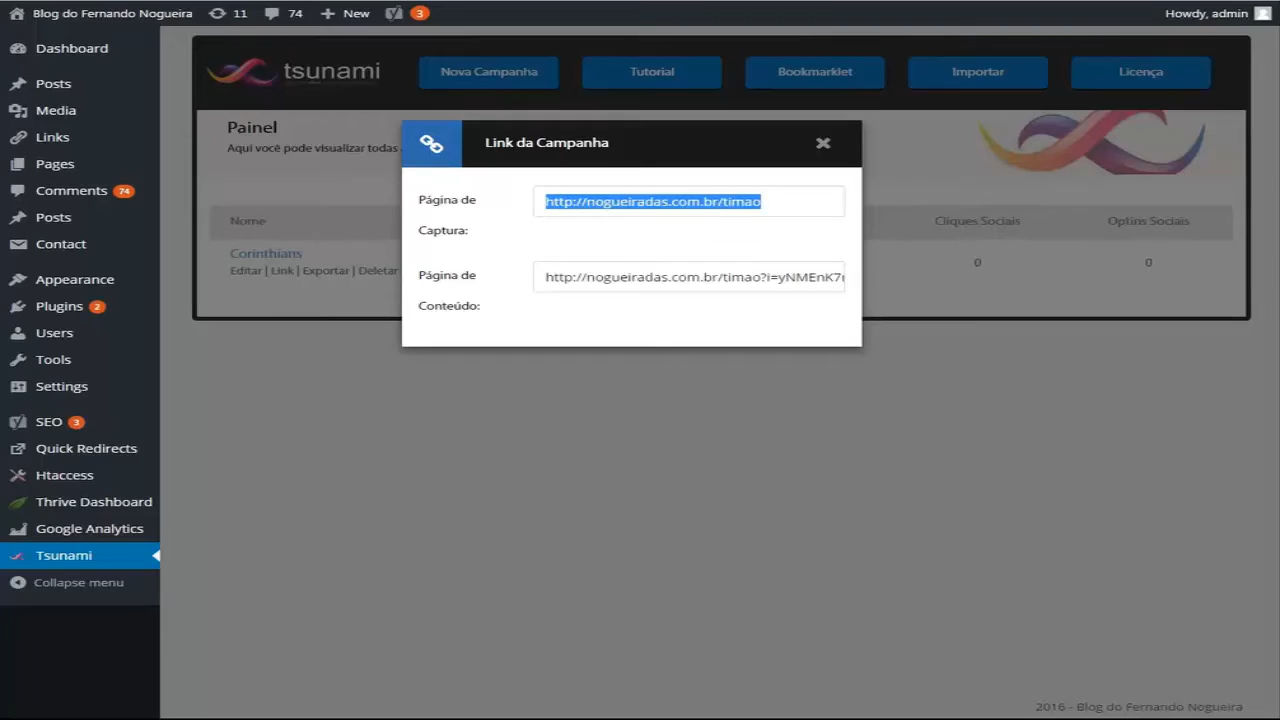 Blog do Fernando Nogueira 11 74 New 3 Howdy, admin
Dashboard
Posts
Media
Links
Pages
Comments 74
Posts
Contact
Appearance
Plugins 2
Users
Tools
Settings
SEO 3
Quick Redirects
Htaccess
Thrive Dashboard
Google Analytics
Tsunami
Collapse menu
tsunami
Nova Campanha Tutorial Bookmarklet Importar Licença
Painel
Aqui você pode visualizar todas
Nome Cliques Sociais Optins Sociais
Corinthians 0 0
Editar | Link | Exportar | Deletar
Link da Campanha
Página de Captura: http://nogueiradas.com.br/timao
Página de Conteúdo: http://nogueiradas.com.br/timao?i=yNMEnK7
2016 - Blog do Fernando Nogueira